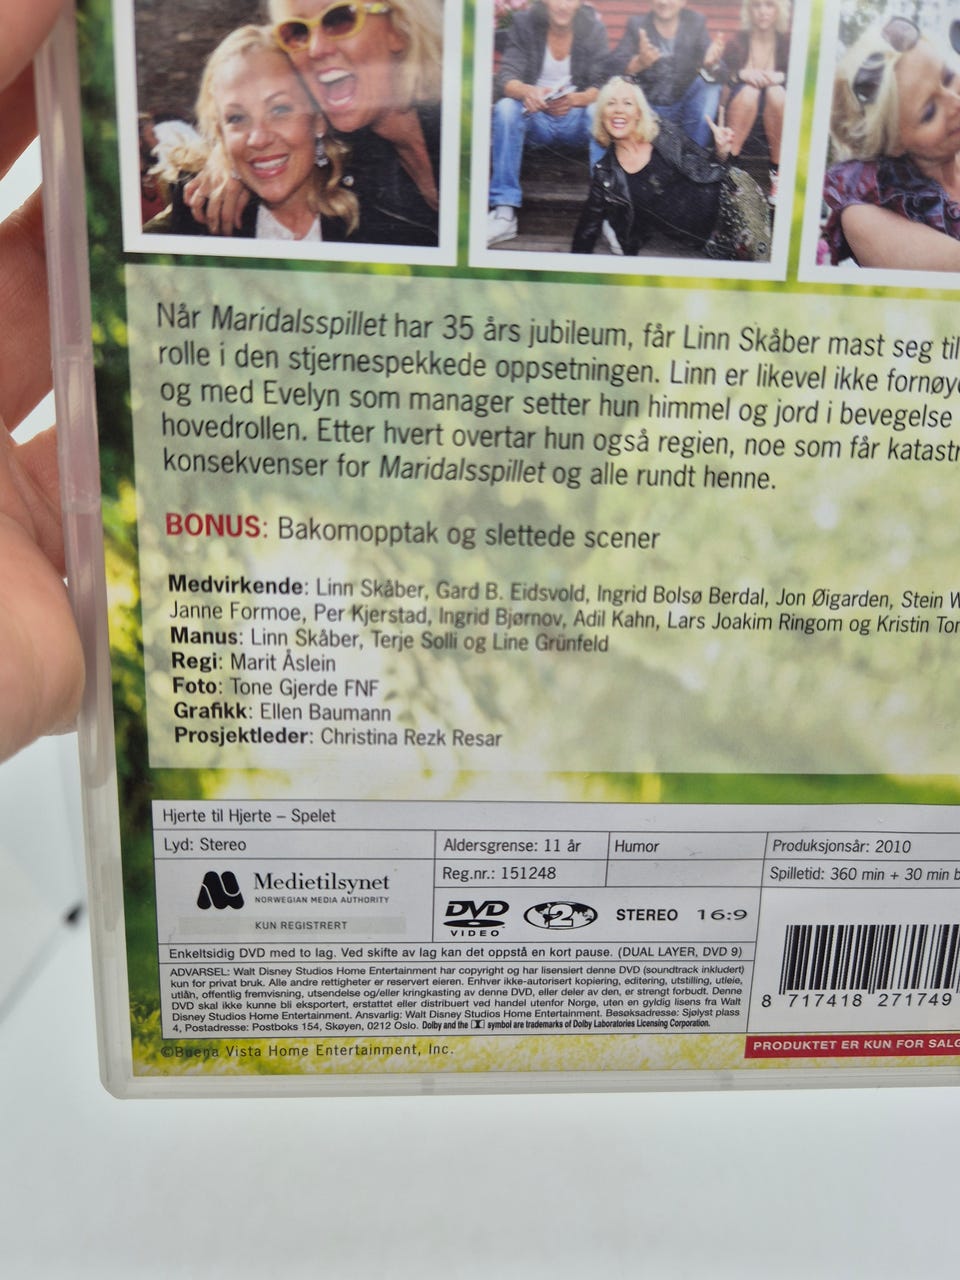 Når Maridalsspillet har 35 års jubileum, får Linn Skåber mast seg til
rolle i den stjernespekkede oppsetningen. Linn er likevel ikke
og med Evelyn som manager setter hun himmel og jord i bevegelse
hovedrollen. Etter hvert overtar hun også regien, noe som får
konsekvenser for Maridalsspillet og alle rundt henne.
BONUS: Bakomopptak og slettede scener
Medvirkende: Linn Skåber, Gard B. Eidsvold, Ingrid Bolsø Berdal, Jon Øigarden, Stein
Janne Formoe, Per Kjerstad, Ingrid Bjørnov, Adil Kahn, Lars Joakim Ringom og Kristin
Manus: Linn Skåber, Terje Solli og Line Grünfeld
Regi: Marit Åslein
Foto: Tone Gjerde FNF
Grafikk: Ellen Baumann
Prosjektleder: Christina Rezk Resar
Hjerte til Hjerte – Spelet
Lyd: Stereo
Aldersgrense: 11 år
Humor
Produksjonsår: 2010
Reg.nr.: 151248
Spilletid: 360 min + 30 min
Medietilsynet
NORWEGIAN MEDIA AUTHORITY
KUN REGISTRERT
DVD VIDEO
2
STEREO 16:9
Enkeltsidig DVD med to lag. Ved skifte av lag kan det oppstå en kort pause. (DUAL LAYER, DVD 9)
ADVARSEL: Walt Disney Studios Home Entertainment har copyright og har lisensiert denne DVD (soundtrack inkludert)
kun for privat bruk. Alle andre rettigheter er reservert eieren. Enhver ikke-autorisert kopiering, editering, utstilling, utleie,
utlån, offentlig fremvisning, utsendelse og/eller kringkasting av denne DVD, eller deler av den, er strengt forbudt. Denne
DVD skal ikke kunne bli eksportert, erstattet eller distribuert ved handel utenfor Norge, uten en gyldig lisens fra Walt
Disney Studios Home Entertainment. Ansvarlig: Walt Disney Studios Home Entertainment. Besøksadresse: Sjølyst plass
4, Postadresse: Postboks 154, Skøyen, 0212 Oslo. Dolby and the symbol are trademarks of Dolby Laboratories Licensing Corporation.
8 717418 271749
©Buena Vista Home Entertainment, Inc.
PRODUKTET ER KUN FOR